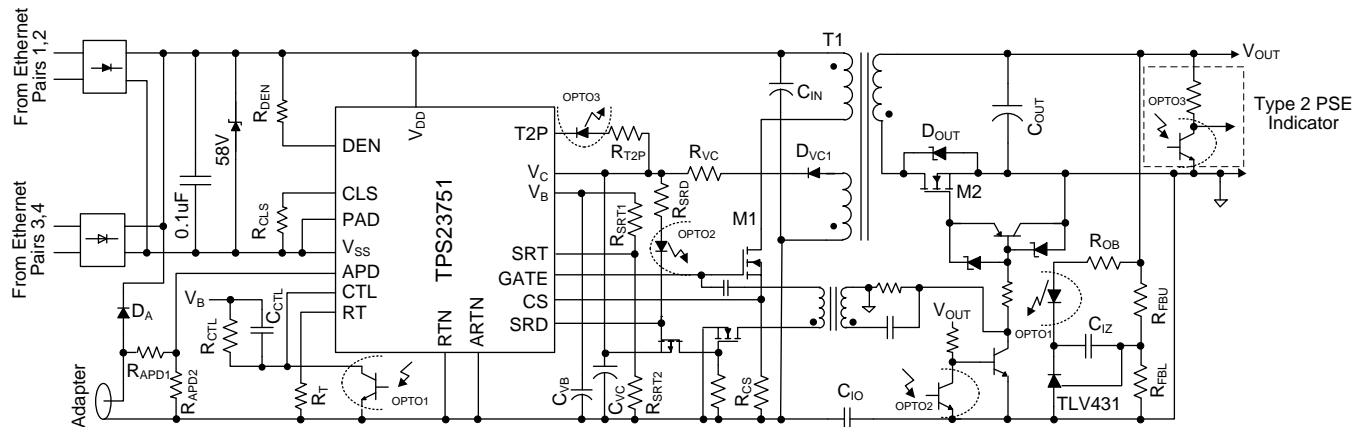 From Ethernet
Pairs 1,2
From Ethernet
Pairs 3,4
0.1uF
58V
RDEN
RCLS
TPS23751
VDD
DEN
CLS
PAD
VSS
APD
CTL
RT
RTN
ARTN
T2P
VC
VB
SRT
GATE
CS
SRD
OPTO3
RT2P
RVC
RSRD
RSRT1
OPTO2
DVC1
M1
T1
CIN
COUT
DOUT
M2
VOUT
OPTO3
Type 2 PSE
Indicator
ROB
RFBU
OPTO1
CIZ
RFBL
TLV431
VOUT
OPTO2
CIO
RCS
RSRT2
CVC
CVB
DA
RAPD1
RAPD2
Adapter
VB
RCTL
CCTL
RT
OPTO1